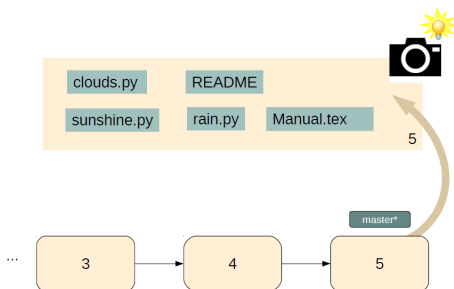 clouds.py README
sunshine.py rain.py Manual.tex
5
master*
... 3 4 5